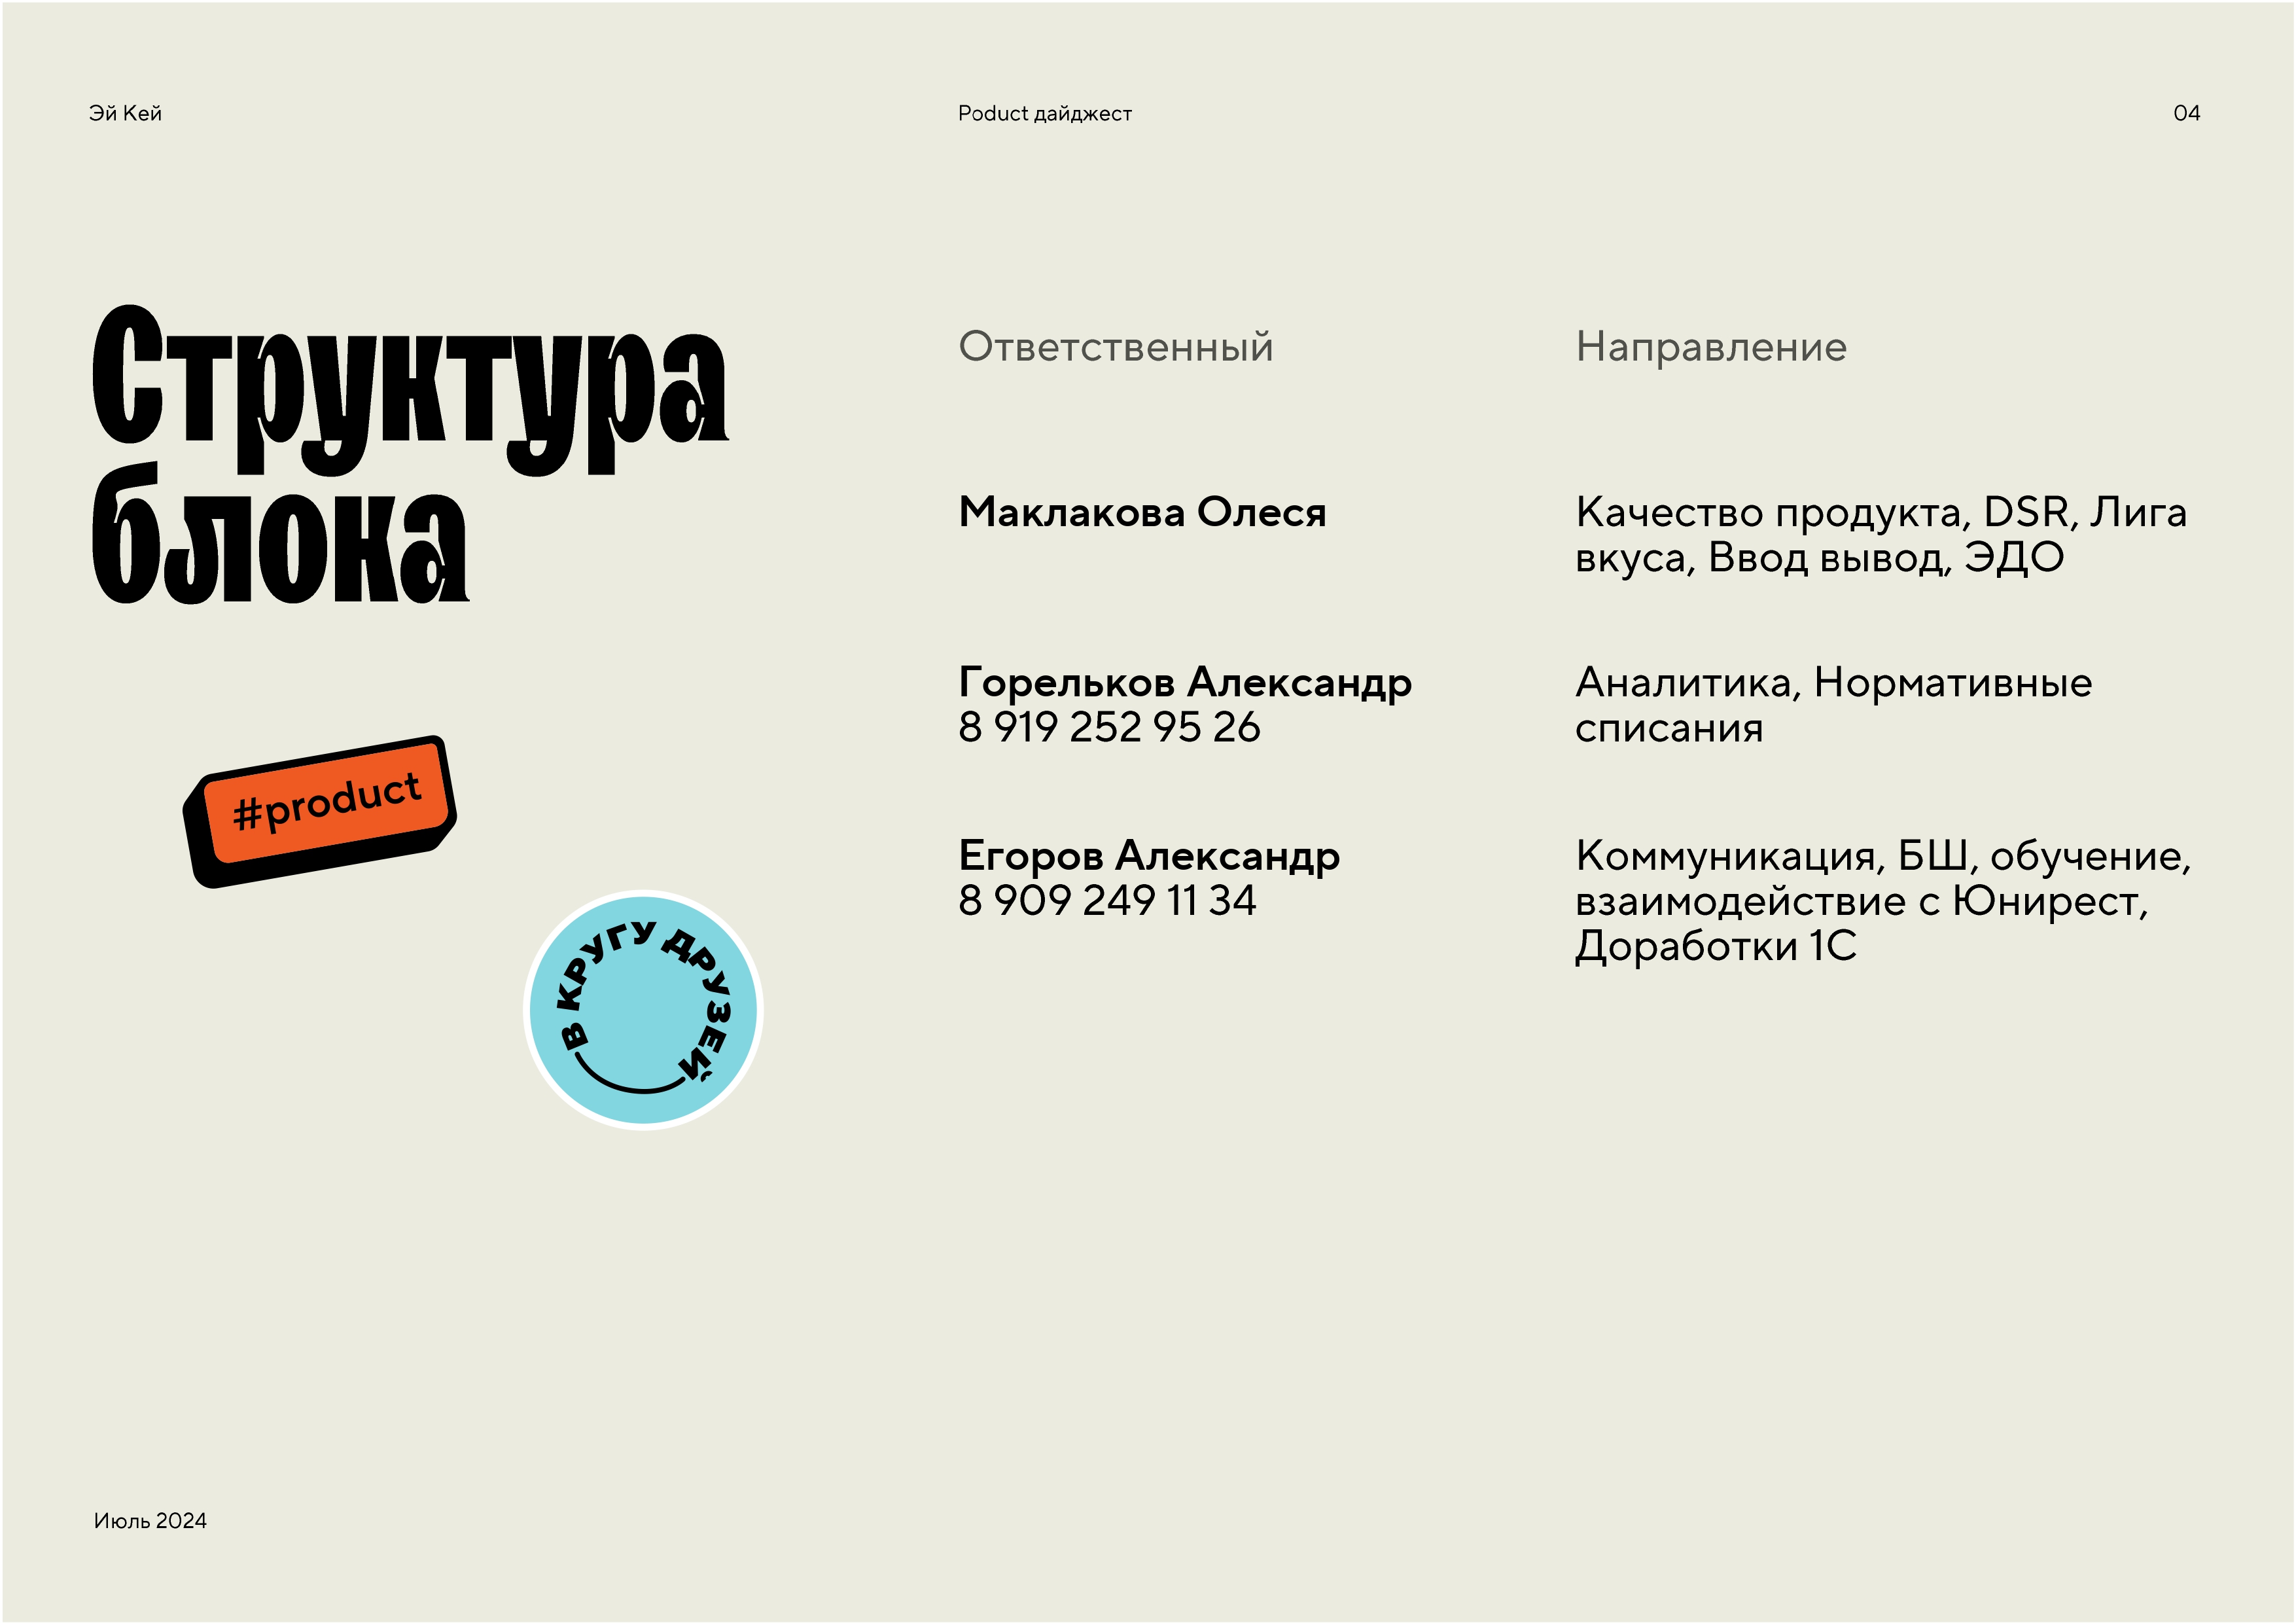 Эй Кей
Poduct дайджест
04
Структура
блока
Ответственный
Направление
Маклакова Олеся
Качество продукта, DSR, Лига
вкуса, Ввод вывод, ЭДО
Горельков Александр
8 919 252 95 26
Аналитика, Нормативные
списания
Егоров Александр
8 909 249 11 34
Коммуникация, БШ, обучение,
взаимодействие с Юнирест,
Доработки 1С
#product
В КРУГУ ДРУЗЕЙ
Июль 2024